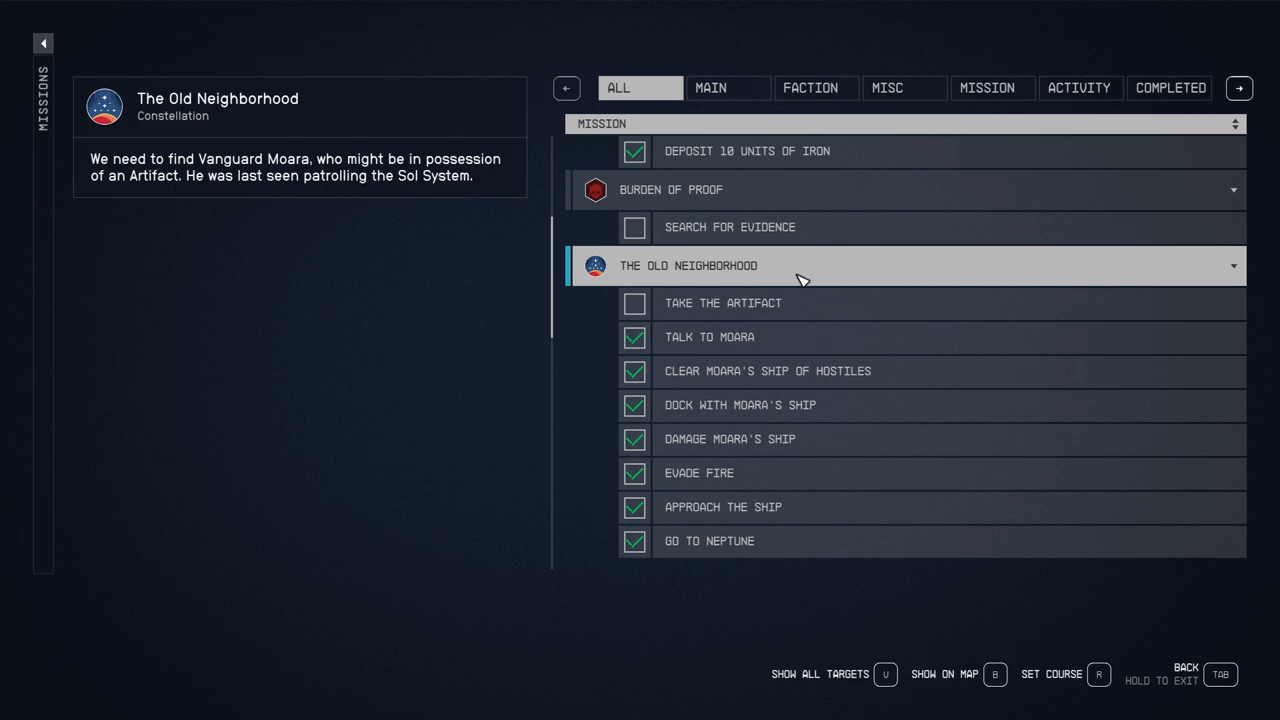 MISSIONS
The Old Neighborhood
Constellation
We need to find Vanguard Moara, who might be in possession
of an Artifact. He was last seen patrolling the Sol System.
ALL MAIN FACTION MISC MISSION ACTIVITY COMPLETED
MISSION
DEPOSIT 10 UNITS OF IRON
BURDEN OF PROOF
SEARCH FOR EVIDENCE
THE OLD NEIGHBORHOOD
TAKE THE ARTIFACT
TALK TO MOARA
CLEAR MOARA'S SHIP OF HOSTILES
DOCK WITH MOARA'S SHIP
DAMAGE MOARA'S SHIP
EVADE FIRE
APPROACH THE SHIP
GO TO NEPTUNE
SHOW ALL TARGETS V SHOW ON MAP B SET COURSE R BACK TAB
HOLD TO EXIT